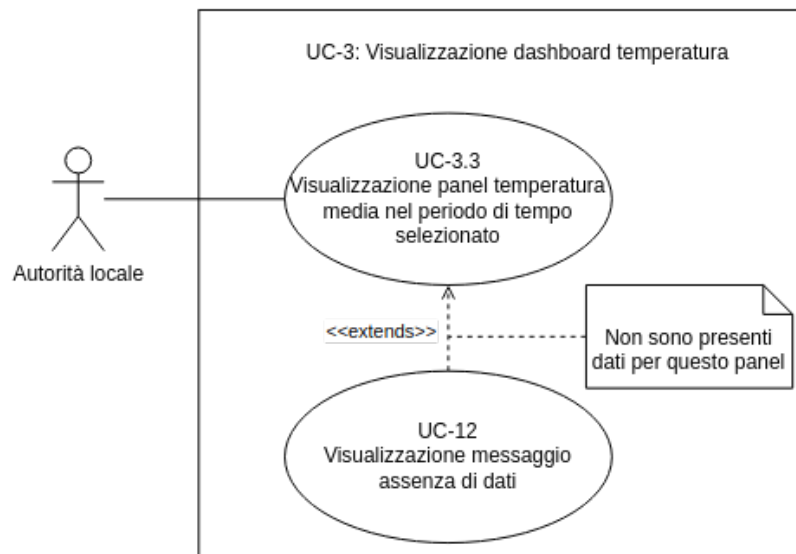 UC-3: Visualizzazione dashboard temperatura
UC-3.3
Visualizzazione panel temperatura
media nel periodo di tempo
selezionato
Autorità locale
<<extends>>
Non sono presenti
dati per questo panel
UC-12
Visualizzazione messaggio
assenza di dati